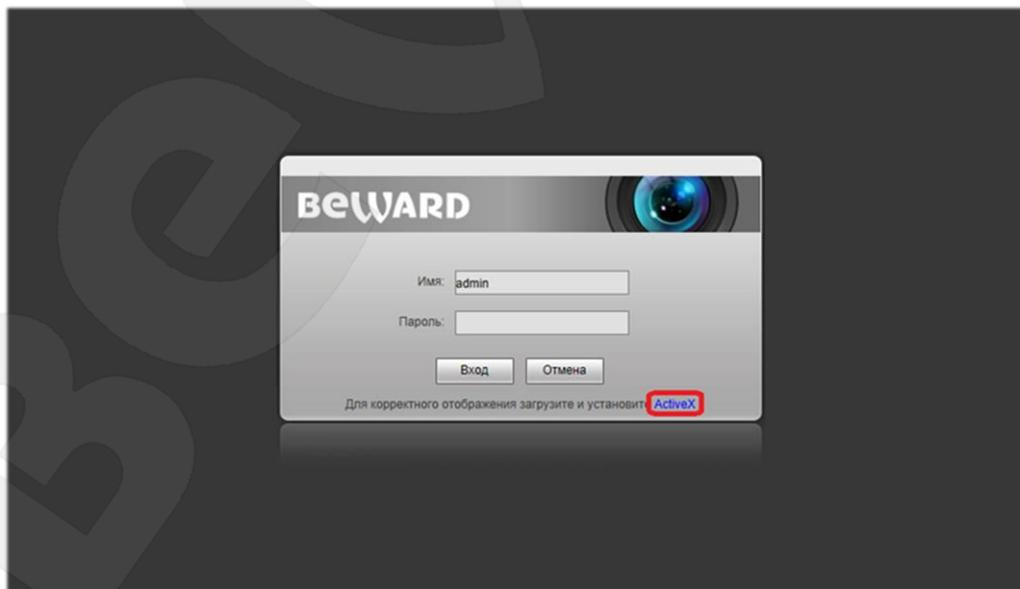 BEWARD
Имя: admin
Пароль:
Вход Отмена
Для корректного отображения загрузите и установите ActiveX